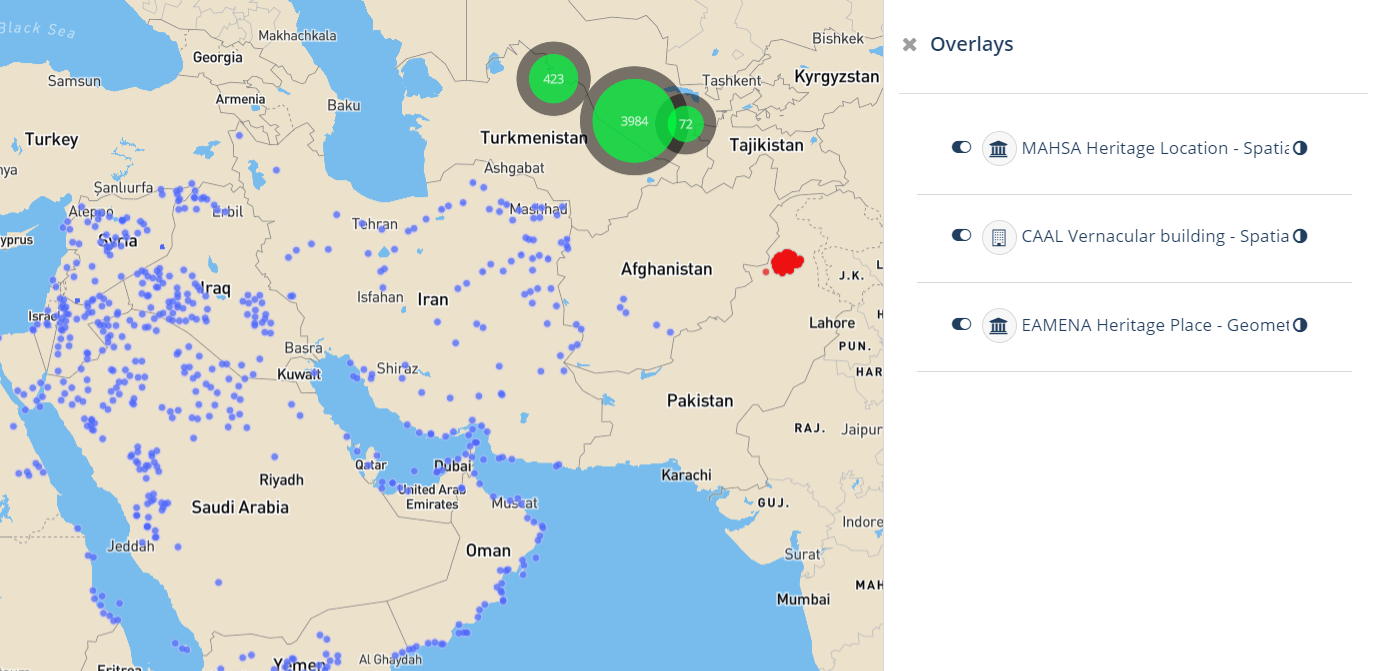 Black Sea
Makhachkala
Bishkek
Georgia
Samsun
Tashkent
Kyrgyzstan
423
Armenia
Baku
3984
72
Turkey
Turkmenistan
Tajikistan
Ashgabat
nya
Şanlıurfa
Mashhad
Aleppo
Erbil
Tehran
yprus
Syria
Afghanistan
J.K.
L
Iraq
Isfahan
Iran
Israel
Lahore
H
Basra
PUN.
Shiraz
Kuwait
HAR
Pakistan
RAJ.
Jaipur
Qatar
Dubai
Karachi
Riyadh
United Arab
Emirates
Muscat
GUJ.
Saudi Arabia
Indore
Jeddah
Oman
Surat
MAH
Mumbai
Yemen
Al Ghaydah
Eritrea
✖ Overlays
MAHSA Heritage Location - Spatia
CAAL Vernacular building - Spatia
EAMENA Heritage Place - Geomet